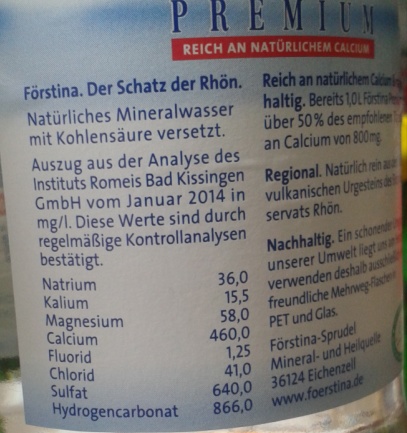 PREMIUM
REICH AN NATÜRLICHEM CALCIUM
Förstina. Der Schatz der Rhön.
Natürliches Mineralwasser
mit Kohlensäure versetzt.
Auszug aus der Analyse des
Instituts Romeis Bad Kissingen
GmbH vom Januar 2014 in
mg/l. Diese Werte sind durch
regelmäßige Kontrollanalysen
bestätigt.
Natrium 36,0
Kalium 15,5
Magnesium 58,0
Calcium 460,0
Fluorid 1,25
Chlorid 41,0
Sulfat 640,0
Hydrogencarbonat 866,0
Reich an natürlichem Calcium
haltig. Bereits 1,0L Förstina
über 50% des empfohlenen
an Calcium von 800mg.
Regional. Natürlich rein aus
vulkanischen Urgesteins des
servats Rhön.
Nachhaltig. Ein schonender
unserer Umwelt liegt uns am
verwenden deshalb
freundliche Mehrweg-Flaschen
PET und Glas.
Förstina-Sprudel
Mineral- und Heilquelle
36124 Eichenzell
www.foerstina.de